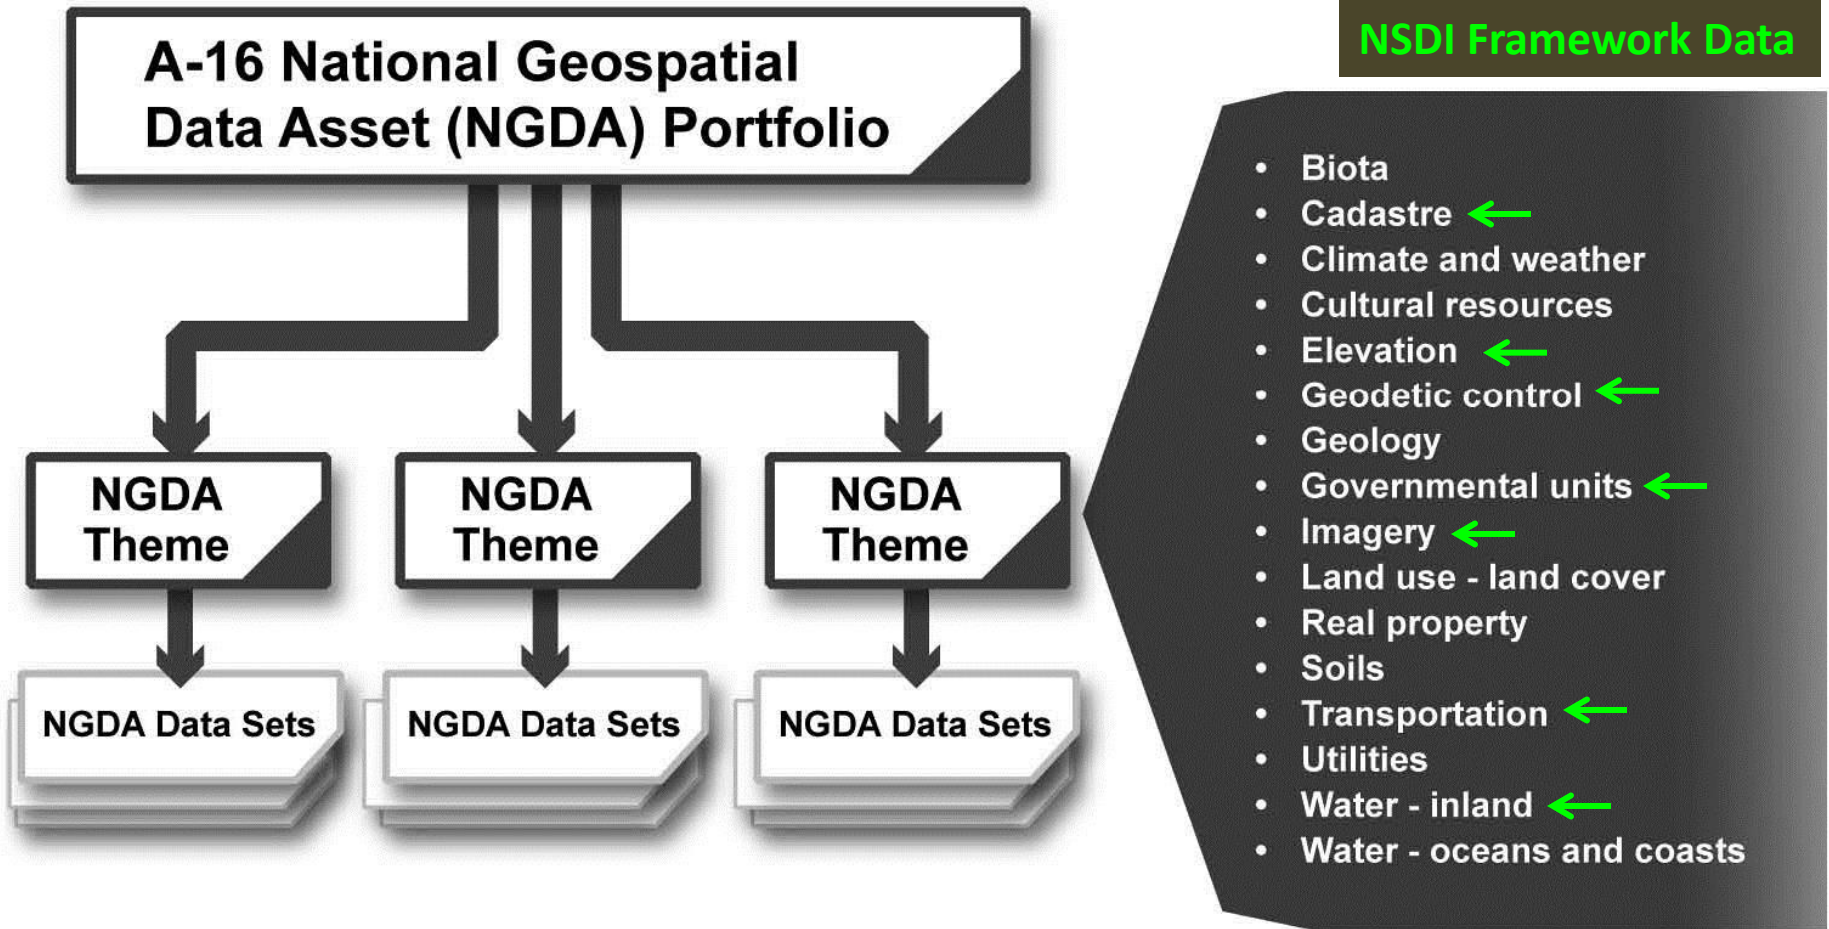 A-16 National Geospatial
Data Asset (NGDA) Portfolio
NSDI Framework Data
NGDA
Theme
NGDA
Theme
NGDA
Theme
NGDA Data Sets
NGDA Data Sets
NGDA Data Sets
• Biota
• Cadastre
• Climate and weather
• Cultural resources
• Elevation
• Geodetic control
• Geology
• Governmental units
• Imagery
• Land use - land cover
• Real property
• Soils
• Transportation
• Utilities
• Water - inland
• Water - oceans and coasts